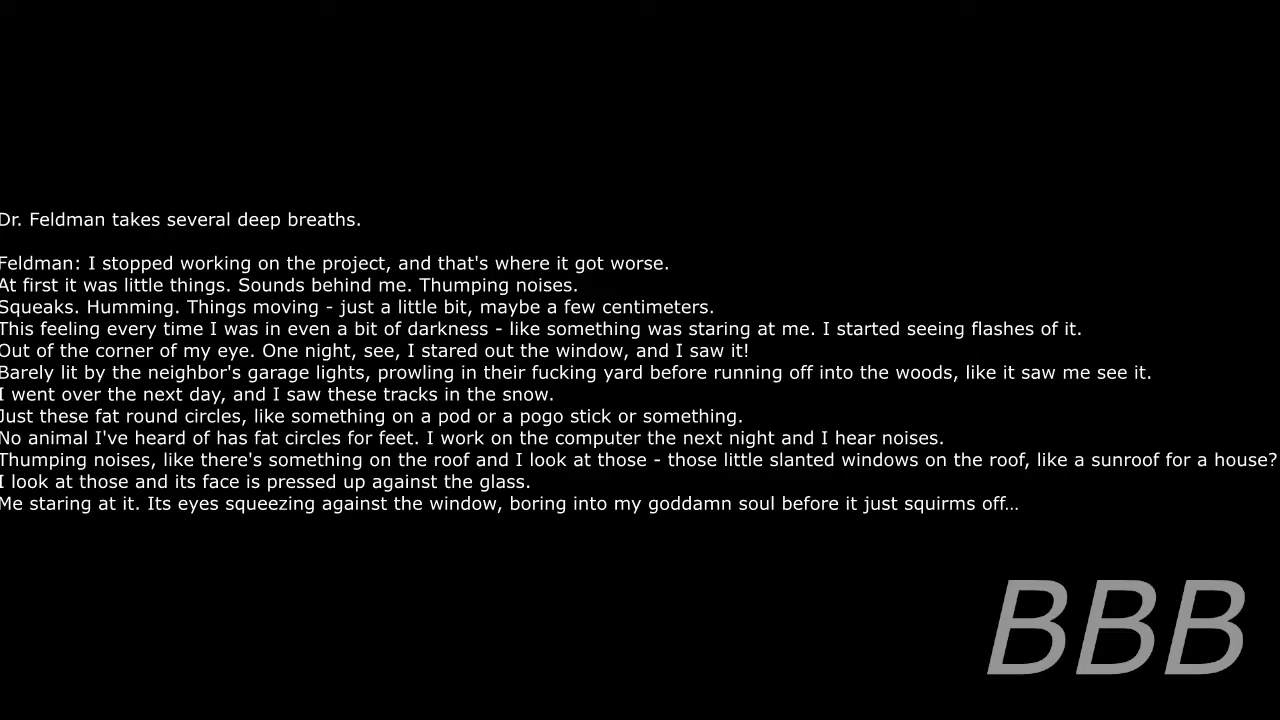 Dr. Feldman takes several deep breaths.
Feldman: I stopped working on the project, and that's where it got worse.
At first it was little things. Sounds behind me. Thumping noises.
Squeaks. Humming. Things moving - just a little bit, maybe a few centimeters.
This feeling every time I was in even a bit of darkness - like something was staring at me. I started seeing flashes of it.
Out of the corner of my eye. One night, see, I stared out the window, and I saw it!
Barely lit by the neighbor's garage lights, prowling in their fucking yard before running off into the woods, like it saw me see it.
I went over the next day, and I saw these tracks in the snow.
Just these fat round circles, like something on a pod or a pogo stick or something.
No animal I've heard of has fat circles for feet. I work on the computer the next night and I hear noises.
Thumping noises, like there's something on the roof and I look at those - those little slanted windows on the roof, like a sunroof for a house?
I look at those and its face is pressed up against the glass.
Me staring at it. Its eyes squeezing against the window, boring into my goddamn soul before it just squirms off…
BBB